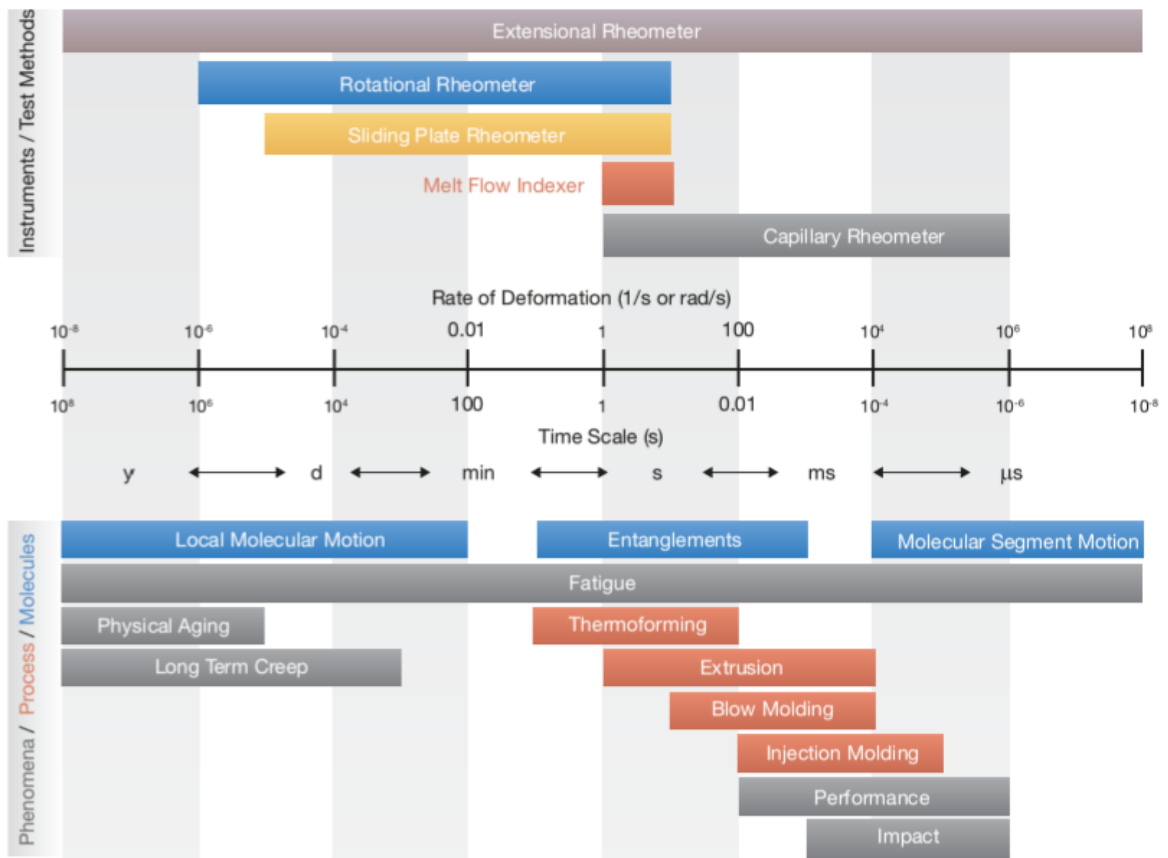 Instruments / Test Methods
Extensional Rheometer
Rotational Rheometer
Sliding Plate Rheometer
Melt Flow Indexer
Capillary Rheometer
Rate of Deformation (1/s or rad/s)
10⁻⁸ 10⁻⁶ 10⁻⁴ 0.01 1 100 10⁴ 10⁶ 10⁸
10⁸ 10⁶ 10⁴ 100 1 0.01 10⁻⁴ 10⁻⁶ 10⁻⁸
Time Scale (s)
y d min s ms μs
Phenomena / Process / Molecules
Local Molecular Motion Entanglements Molecular Segment Motion
Fatigue
Physical Aging Thermoforming
Long Term Creep Extrusion
Blow Molding
Injection Molding
Performance
Impact